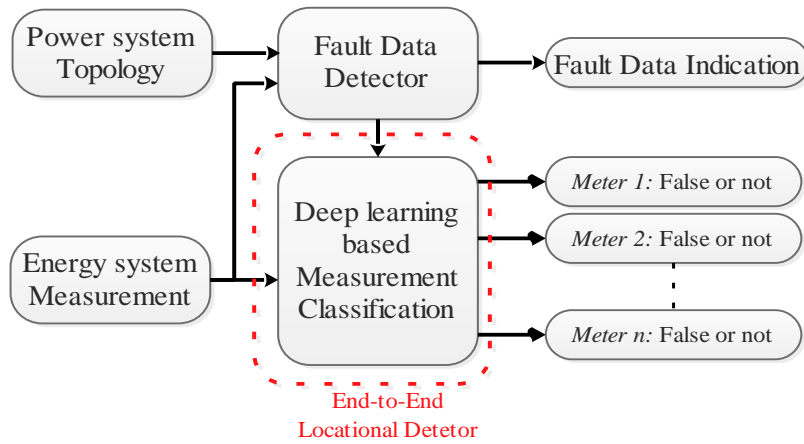 Power system
Topology
Fault Data
Detector
Fault Data Indication
Energy system
Measurement
Deep learning
based
Measurement
Classification
Meter 1: False or not
Meter 2: False or not
Meter n: False or not
End-to-End
Locational Detetor